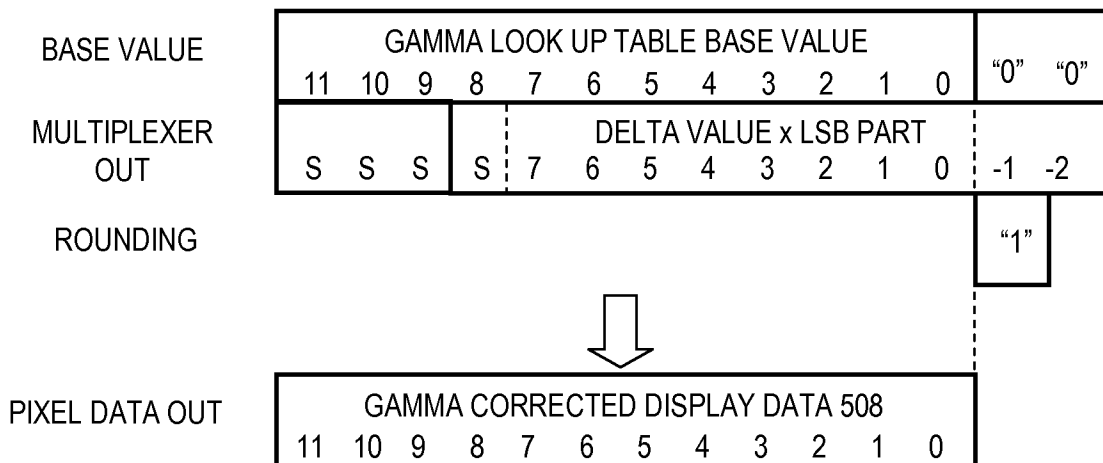 BASE VALUE
GAMMA LOOK UP TABLE BASE VALUE
11 10 9 8 7 6 5 4 3 2 1 0 “0” “0”
MULTIPLEXER OUT
DELTA VALUE x LSB PART
S S S S 7 6 5 4 3 2 1 0 -1 -2
ROUNDING
“1”
PIXEL DATA OUT
GAMMA CORRECTED DISPLAY DATA 508
11 10 9 8 7 6 5 4 3 2 1 0